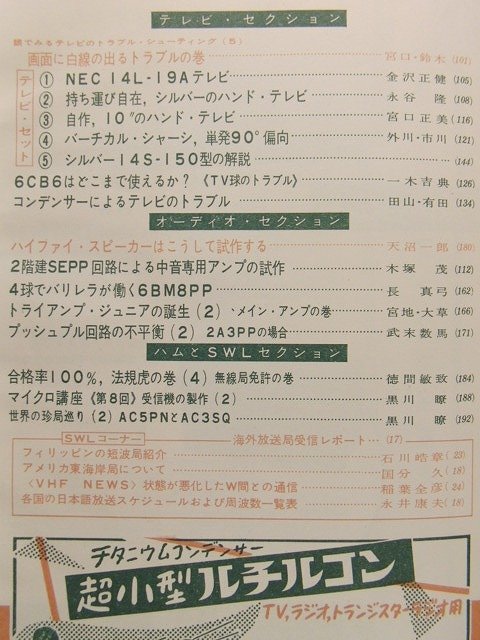 テレビ・セクション
眼でみるテレビのトラブル・シューティング(5)
画面に白線の出るトラブルの巻 宮口・鈴木 (101)
テレビ・セット
① NEC 14L-19Aテレビ 金沢正健 (105)
② 持ち運び自在，シルバーのハンド・テレビ 永谷 隆 (108)
③ 自作，10″のハンド・テレビ 宮口正美 (116)
④ バーチカル・シャーシ，単発90°偏向 外川・市川 (121)
⑤ シルバー14S-150型の解説 (144)
6CB6はどこまで使えるか？《TV球のトラブル》 一木吉典 (126)
コンデンサーによるテレビのトラブル 田山・有田 (134)
オーディオ・セクション
ハイファイ・スピーカーはこうして試作する 天沼一郎 (180)
2階建SEPP回路による中音専用アンプの試作 木塚 茂 (112)
4球でバリレラが働く6BM8PP 長 真弓 (162)
トライアンプ・ジュニアの誕生(2) 、メイン・アンプの巻 宮地・大草 (166)
プッシュプル回路の不平衡(2) 2A3PPの場合 武末数馬 (171)
ハムとSWLセクション
合格率100%，法規虎の巻(4) 無線局免許の巻 徳間敏致 (184)
マイクロ講座《第8回》受信機の製作(2) 黒川 瞭 (188)
世界の珍局巡り(2) AC5PNとAC3SQ 黒川 瞭 (192)
SWLコーナー 海外放送局受信レポート… (17)
フィリッピンの短波局紹介 石川皓章 (23)
アメリカ東海岸局について 国分 久 (18)
〈VHF NEWS〉状態が悪化したW間との通信 稲葉全彦 (24)
各国の日本語放送スケジュールおよび周波数一覧表 永井康夫 (18)
チタニウムコンデンサー
超小型ルチルコン
TV,ラジオ,トランジスターラジオ用